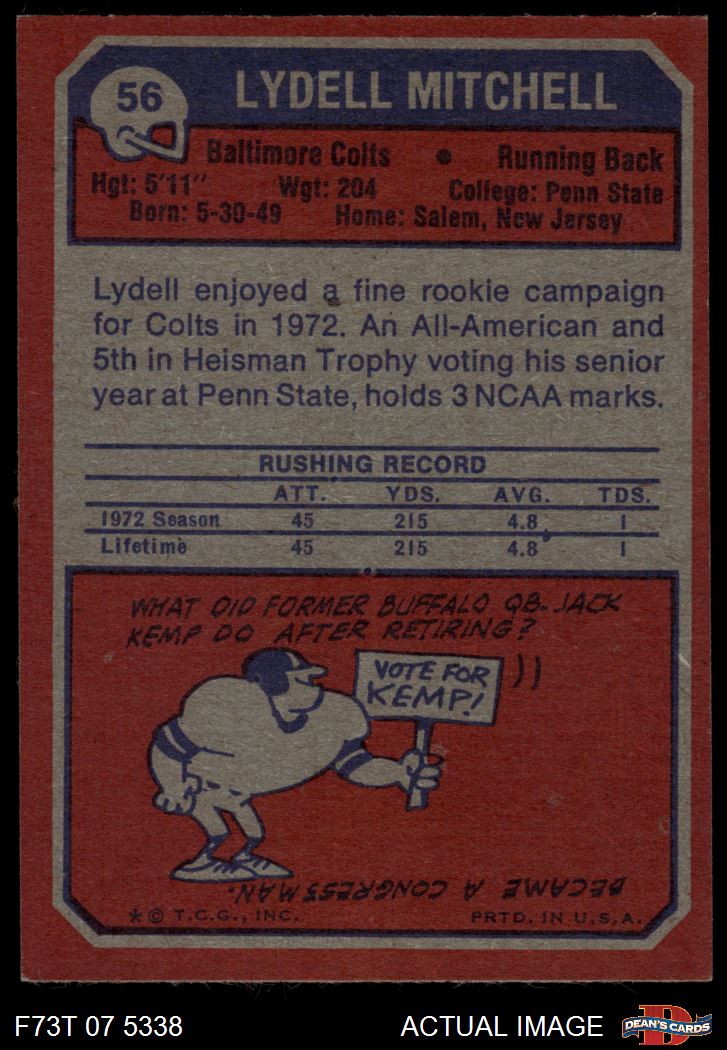 56
LYDELL MITCHELL
Baltimore Colts • Running Back
Hgt: 5'11" Wgt: 204 College: Penn State
Born: 5-30-49 Home: Salem, New Jersey
Lydell enjoyed a fine rookie campaign
for Colts in 1972. An All-American and
5th in Heisman Trophy voting his senior
year at Penn State, holds 3 NCAA marks.
RUSHING RECORD
ATT. YDS. AVG. TDS.
1972 Season 45 215 4.8 1
Lifetime 45 215 4.8 1
WHAT DID FORMER BUFFALO QB. JACK
KEMP DO AFTER RETIRING?
VOTE FOR
KEMP!
BECAME A CONGRESSMAN.
* © T.C.G., INC. PRTD. IN U.S.A.
F73T 07 5338 ACTUAL IMAGE D DEAN'S CARDS